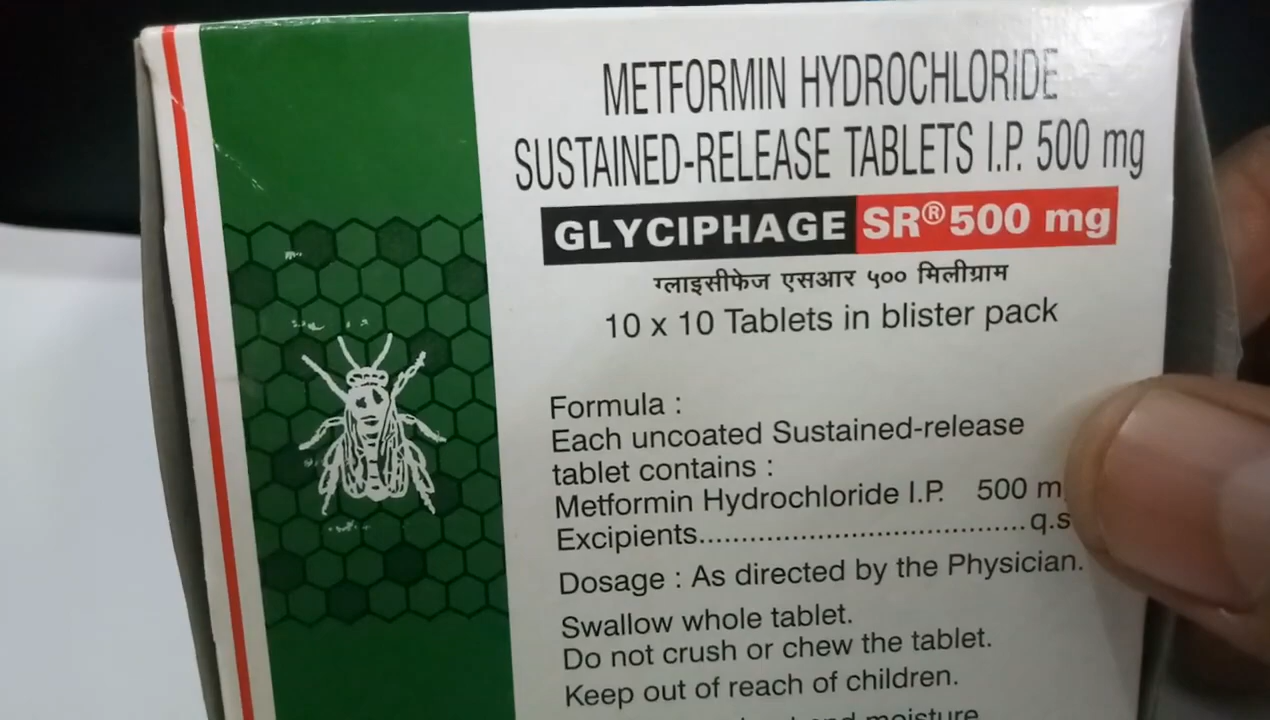 METFORMIN HYDROCHLORIDE
SUSTAINED-RELEASE TABLETS I.P. 500 mg
GLYCIPHAGE SR® 500 mg
ग्लाइसीफेज एसआर ५०० मिलीग्राम
10 x 10 Tablets in blister pack
Formula :
Each uncoated Sustained-release
tablet contains :
Metformin Hydrochloride I.P. 500 m
Excipients....................................q.s
Dosage : As directed by the Physician.
Swallow whole tablet.
Do not crush or chew the tablet.
Keep out of reach of children.
and moisture